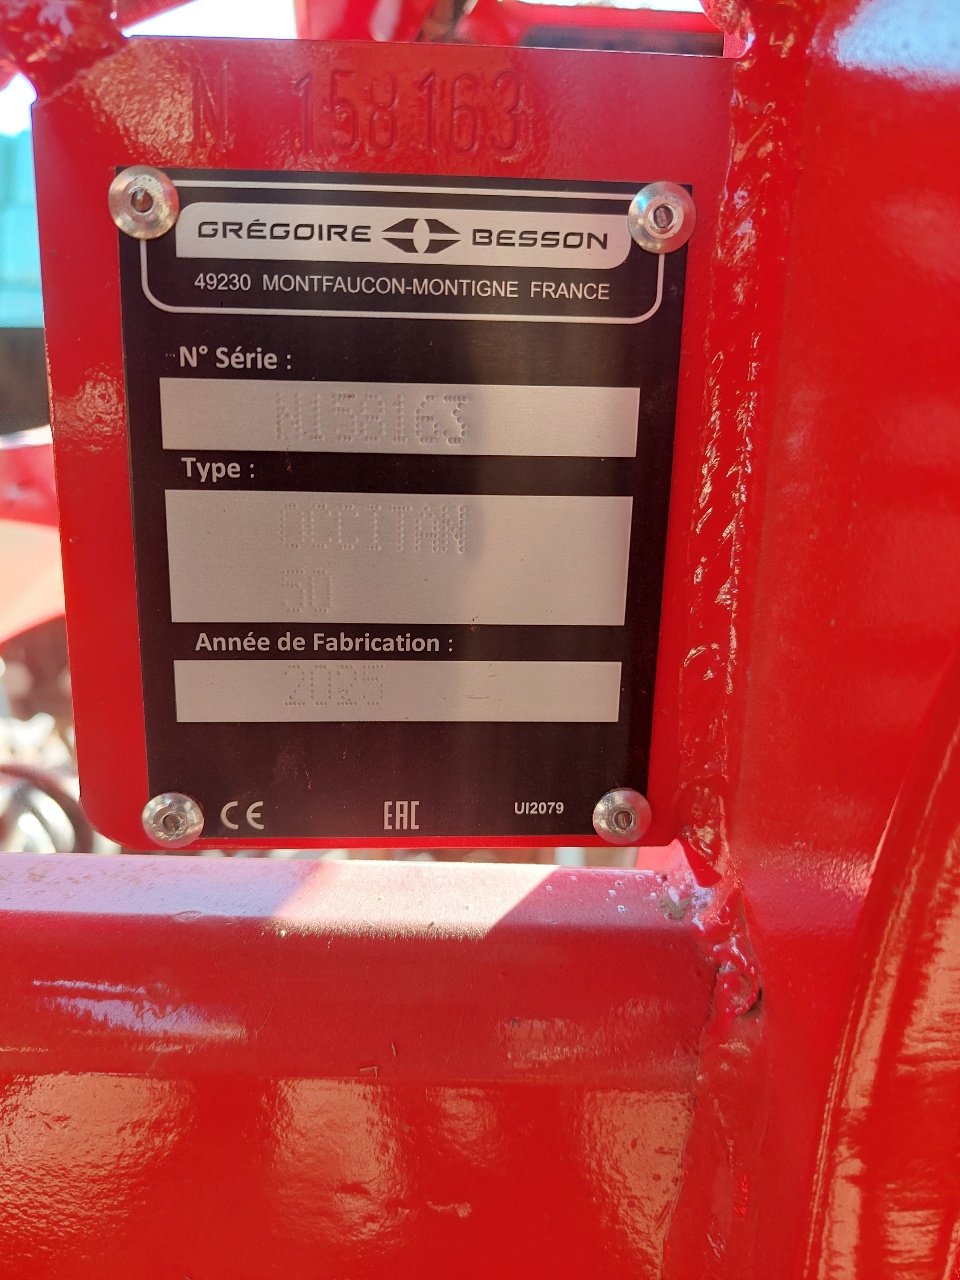 N 158163
GRÉGOIRE BESSON
49230 MONTFAUCON-MONTIGNE FRANCE
N° Série :
N158163
Type :
OCCITAN
50
Année de Fabrication :
2025
CE EAC UI2079